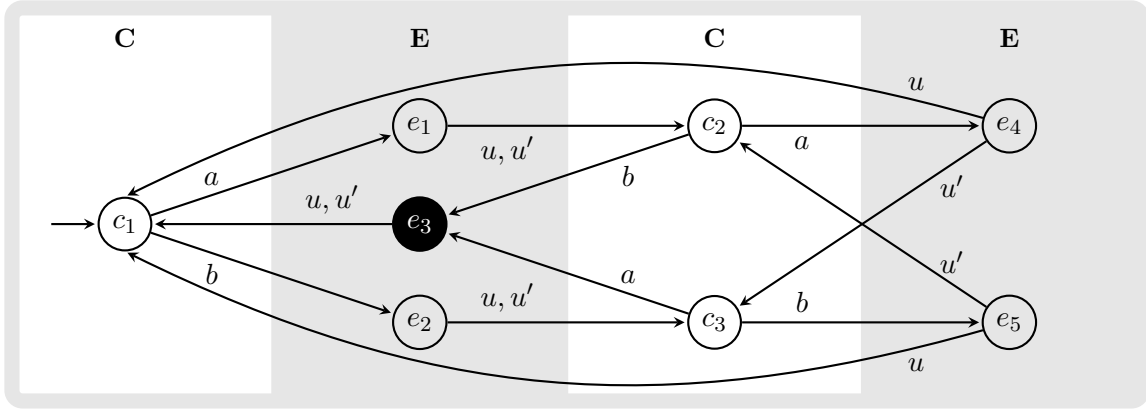 C E C E
u
e₁ c₂ e₄
u, u′ a
a b u′
u, u′
c₁ e₃
b a u′
u, u′ b
e₂ c₃ e₅
u